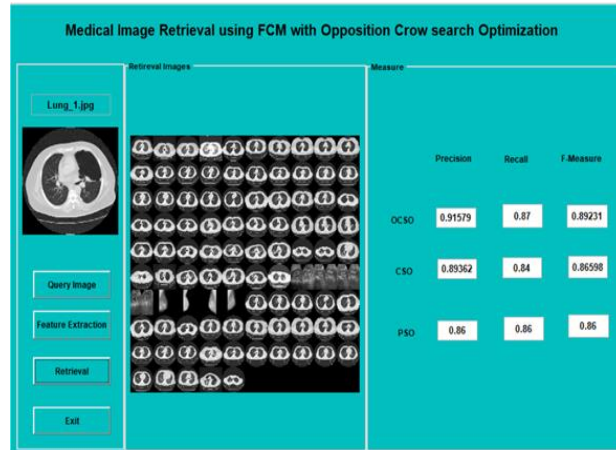 Medical Image Retrieval using FCM with Opposition Crow search Optimization
Lung_1.jpg
Query Image
Feature Extraction
Retrieval
Exit
Retireval Images
Measure
Precision Recall F-Measure
OCSO 0.91579 0.87 0.89231
CSO 0.89362 0.84 0.86598
PSO 0.86 0.86 0.86